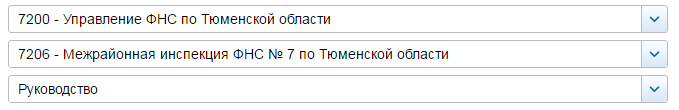 7200 - Управление ФНС по Тюменской области
7206 - Межрайонная инспекция ФНС № 7 по Тюменской области
Руководство